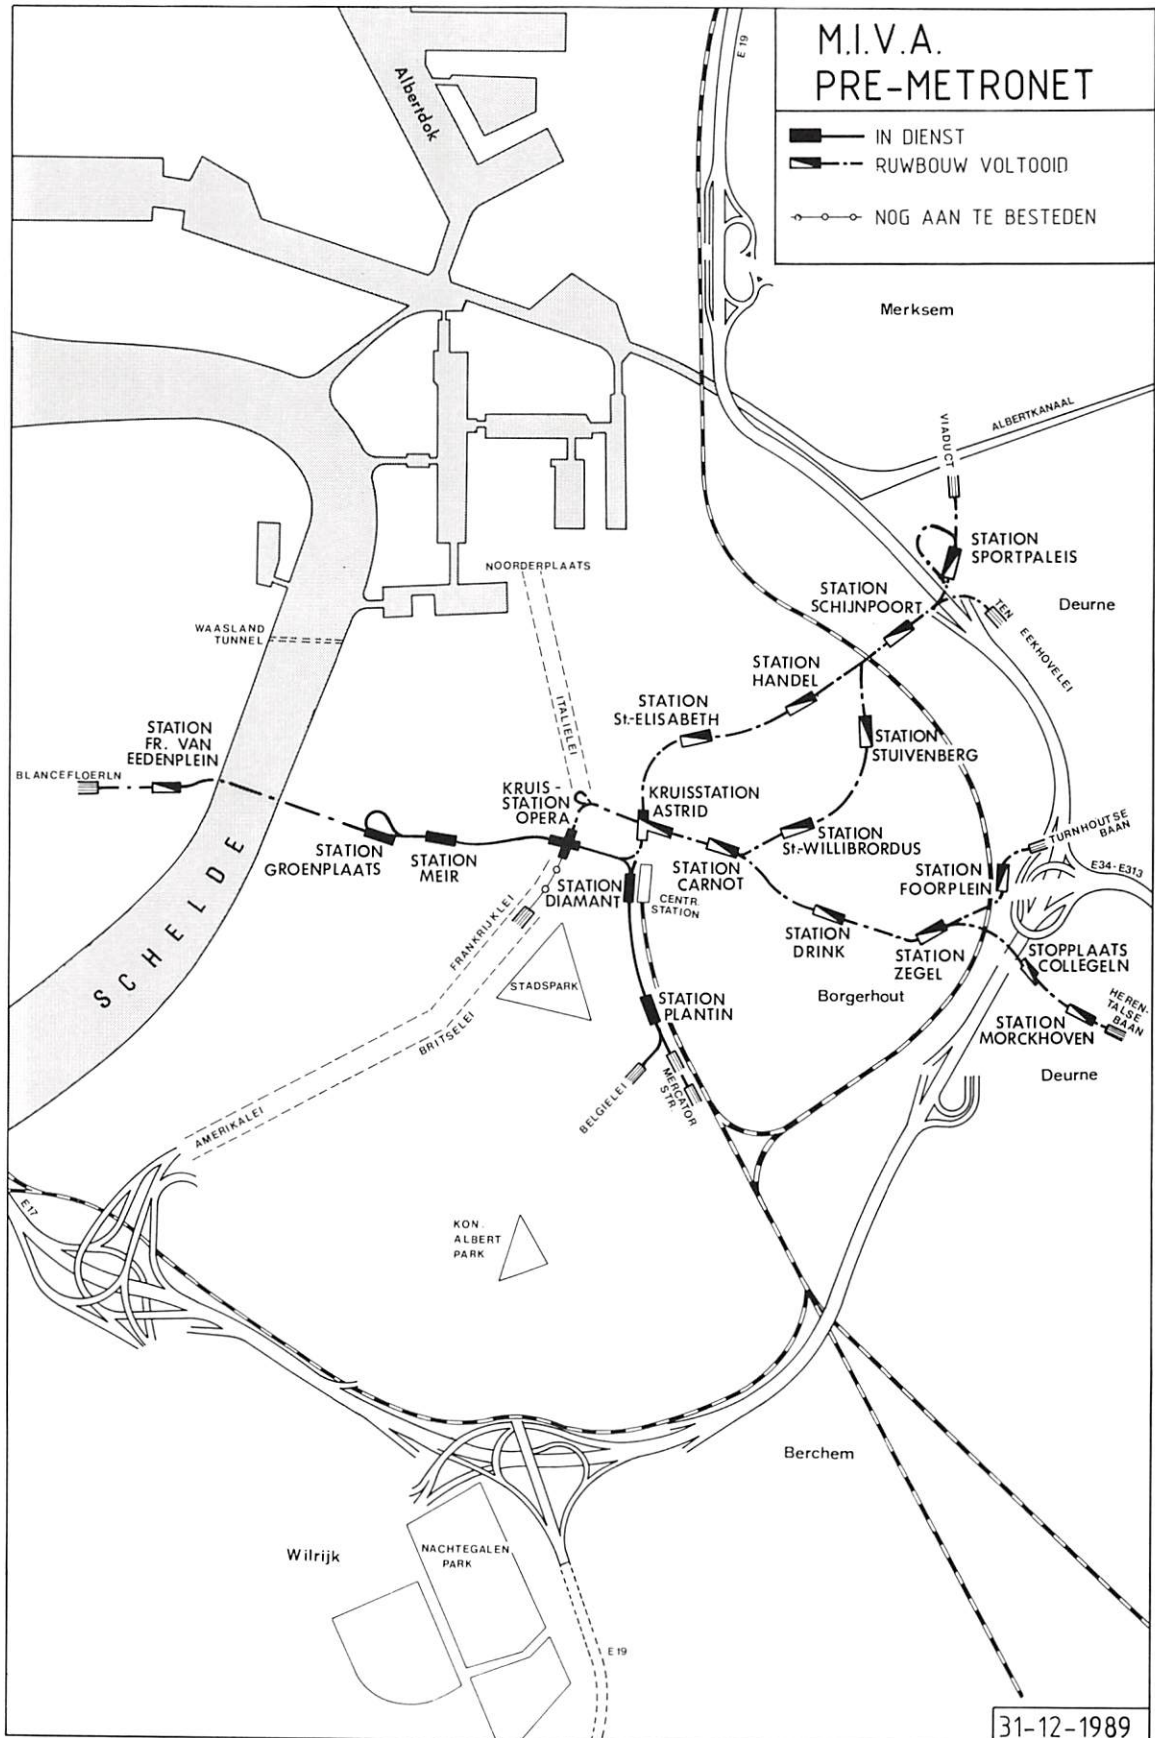 M.I.V.A.
PRE-METRONET
IN DIENST
RUWBOUW VOLTOOID
NOG AAN TE BESTEDEN
E 19
Albertdok
Merksem
ALBERTKANAAL
VIADUCT
STATION
SPORTPALEIS
NOORDERPLAATS
STATION
SCHIJNPOORT
TEN
EEKHOVELEI
Deurne
WAASLAND
TUNNEL
STATION
HANDEL
ITALIELEI
STATION
St.-ELISABETH
STATION
STUIVENBERG
STATION
FR. VAN
EEDENPLEIN
BLANCEFLOERLN
KRUIS-
STATION
OPERA
KRUISSTATION
ASTRID
STATION
GROENPLAATS
STATION
MEIR
STATION
DIAMANT
CENTR.
STATION
STATION
CARNOT
STATION
St.-WILLIBRORDUS
TURNHOUTSE
BAAN
E34-E313
STATION
FOORPLEIN
SCHELDE
FRANKRIJKLEI
STATION
DRINK
STATION
ZEGEL
STOPPLAATS
COLLEGELN
STADSPARK
BRITSELEI
STATION
PLANTIN
Borgerhout
STATION
MORCKHOVEN
HEREN-
TALSE
BAAN
Deurne
BELGIELEI
MERCATOR
STR.
AMERIKALEI
E17
KON.
ALBERT
PARK
Berchem
Wilrijk
NACHTEGALEN
PARK
E 19
31-12-1989